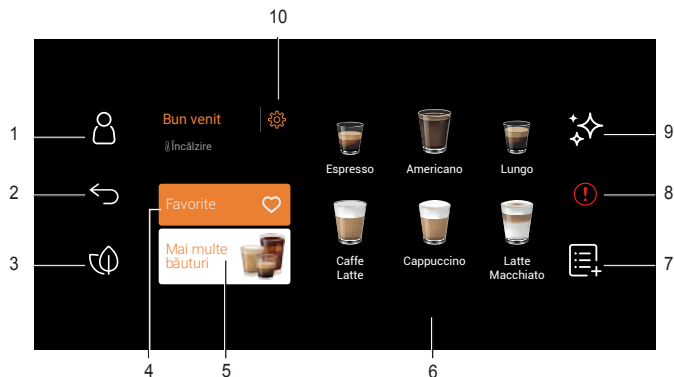 10
1
2
3
4
5
6
7
8
9
Bun venit
Încălzire
Favorite
Mai multe
băuturi
Espresso
Americano
Lungo
Caffe
Latte
Cappuccino
Latte
Macchiato